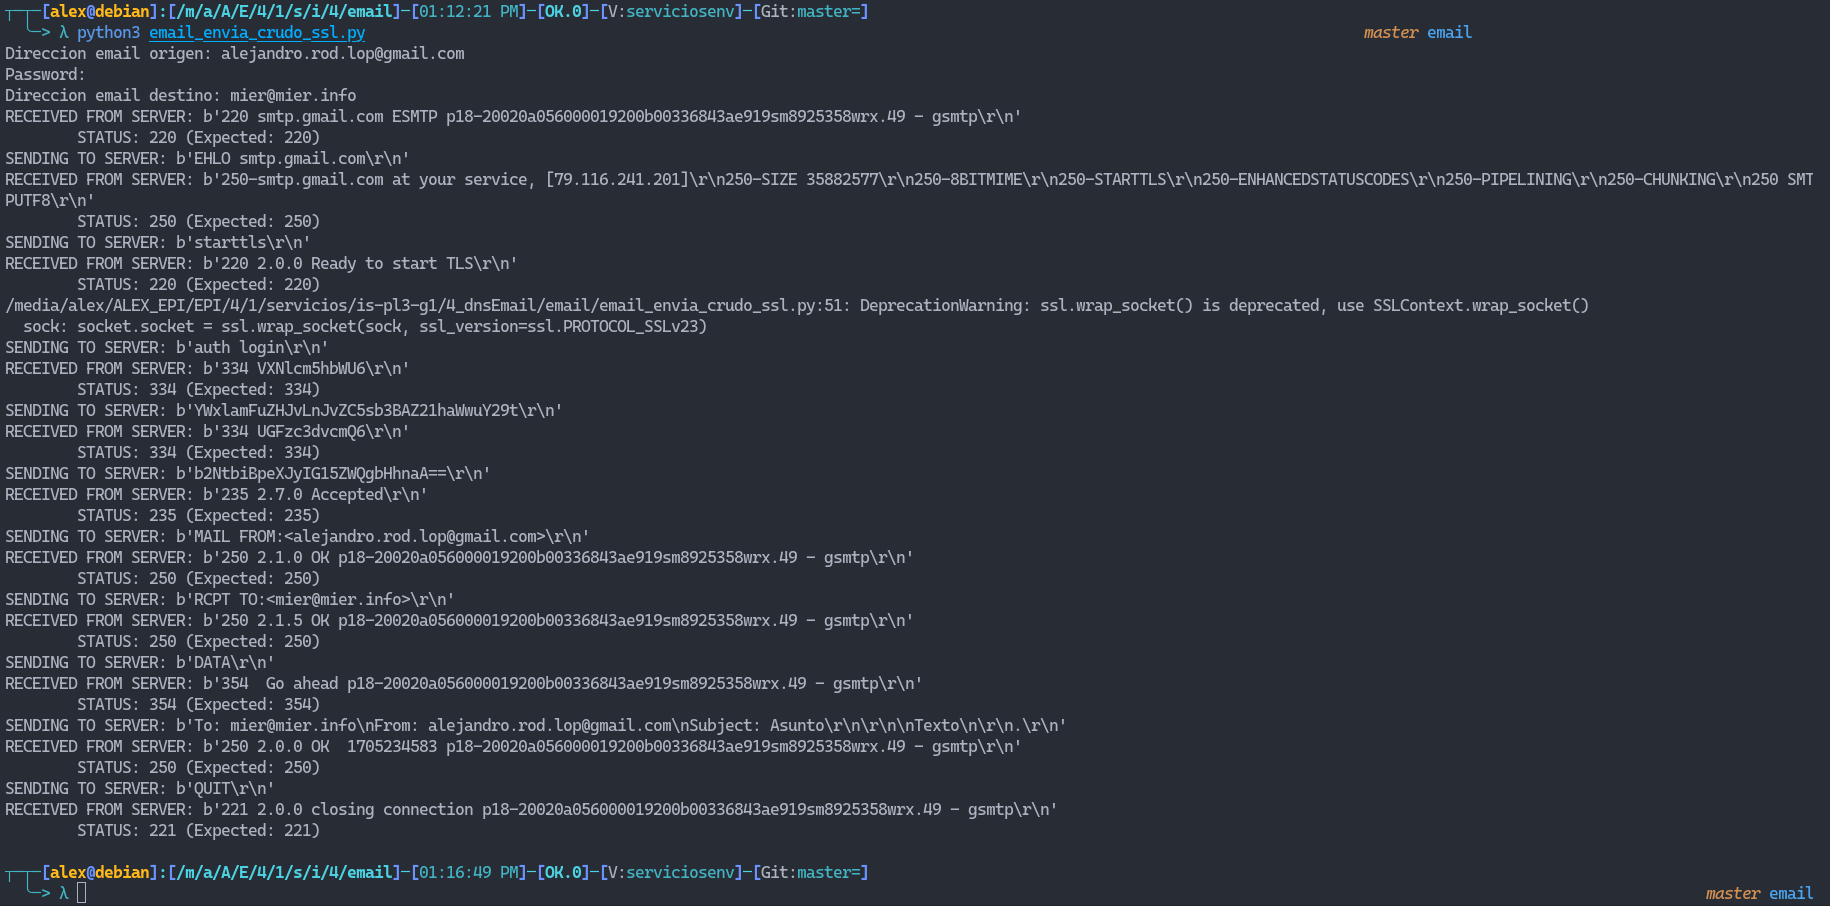 [alex@debian]:[/m/a/A/E/4/1/s/i/4/email]-[01:12:21 PM]-[OK.0]-[V:serviciosenv]-[Git:master=]
λ python3 email_envia_crudo_ssl.py master email
Direccion email origen: alejandro.rod.lop@gmail.com
Password:
Direccion email destino: mier@mier.info
RECEIVED FROM SERVER: b'220 smtp.gmail.com ESMTP p18-20020a056000019200b00336843ae919sm8925358wrx.49 - gsmtp\r\n'
STATUS: 220 (Expected: 220)
SENDING TO SERVER: b'EHLO smtp.gmail.com\r\n'
RECEIVED FROM SERVER: b'250-smtp.gmail.com at your service, [79.116.241.201]\r\n250-SIZE 35882577\r\n250-8BITMIME\r\n250-STARTTLS\r\n250-ENHANCEDSTATUSCODES\r\n250-PIPELINING\r\n250-CHUNKING\r\n250 SMT
PUTF8\r\n'
STATUS: 250 (Expected: 250)
SENDING TO SERVER: b'starttls\r\n'
RECEIVED FROM SERVER: b'220 2.0.0 Ready to start TLS\r\n'
STATUS: 220 (Expected: 220)
/media/alex/ALEX_EPI/EPI/4/1/servicios/is-pl3-g1/4_dnsEmail/email/email_envia_crudo_ssl.py:51: DeprecationWarning: ssl.wrap_socket() is deprecated, use SSLContext.wrap_socket()
sock: socket.socket = ssl.wrap_socket(sock, ssl_version=ssl.PROTOCOL_SSLv23)
SENDING TO SERVER: b'auth login\r\n'
RECEIVED FROM SERVER: b'334 VXNlcm5hbWU6\r\n'
STATUS: 334 (Expected: 334)
SENDING TO SERVER: b'YWxlamFuZHJvLnJvZC5sb3BAZ21haWwuY29t\r\n'
RECEIVED FROM SERVER: b'334 UGFzc3dvcmQ6\r\n'
STATUS: 334 (Expected: 334)
SENDING TO SERVER: b'b2NtbiBpeXJyIG15ZWQgbHhnaA==\r\n'
RECEIVED FROM SERVER: b'235 2.7.0 Accepted\r\n'
STATUS: 235 (Expected: 235)
SENDING TO SERVER: b'MAIL FROM:<alejandro.rod.lop@gmail.com>\r\n'
RECEIVED FROM SERVER: b'250 2.1.0 OK p18-20020a056000019200b00336843ae919sm8925358wrx.49 - gsmtp\r\n'
STATUS: 250 (Expected: 250)
SENDING TO SERVER: b'RCPT TO:<mier@mier.info>\r\n'
RECEIVED FROM SERVER: b'250 2.1.5 OK p18-20020a056000019200b00336843ae919sm8925358wrx.49 - gsmtp\r\n'
STATUS: 250 (Expected: 250)
SENDING TO SERVER: b'DATA\r\n'
RECEIVED FROM SERVER: b'354  Go ahead p18-20020a056000019200b00336843ae919sm8925358wrx.49 - gsmtp\r\n'
STATUS: 354 (Expected: 354)
SENDING TO SERVER: b'To: mier@mier.info\nFrom: alejandro.rod.lop@gmail.com\nSubject: Asunto\r\n\r\n\nTexto\n\r\n.\r\n'
RECEIVED FROM SERVER: b'250 2.0.0 OK  1705234583 p18-20020a056000019200b00336843ae919sm8925358wrx.49 - gsmtp\r\n'
STATUS: 250 (Expected: 250)
SENDING TO SERVER: b'QUIT\r\n'
RECEIVED FROM SERVER: b'221 2.0.0 closing connection p18-20020a056000019200b00336843ae919sm8925358wrx.49 - gsmtp\r\n'
STATUS: 221 (Expected: 221)
[alex@debian]:[/m/a/A/E/4/1/s/i/4/email]-[01:16:49 PM]-[OK.0]-[V:serviciosenv]-[Git:master=]
λ master email